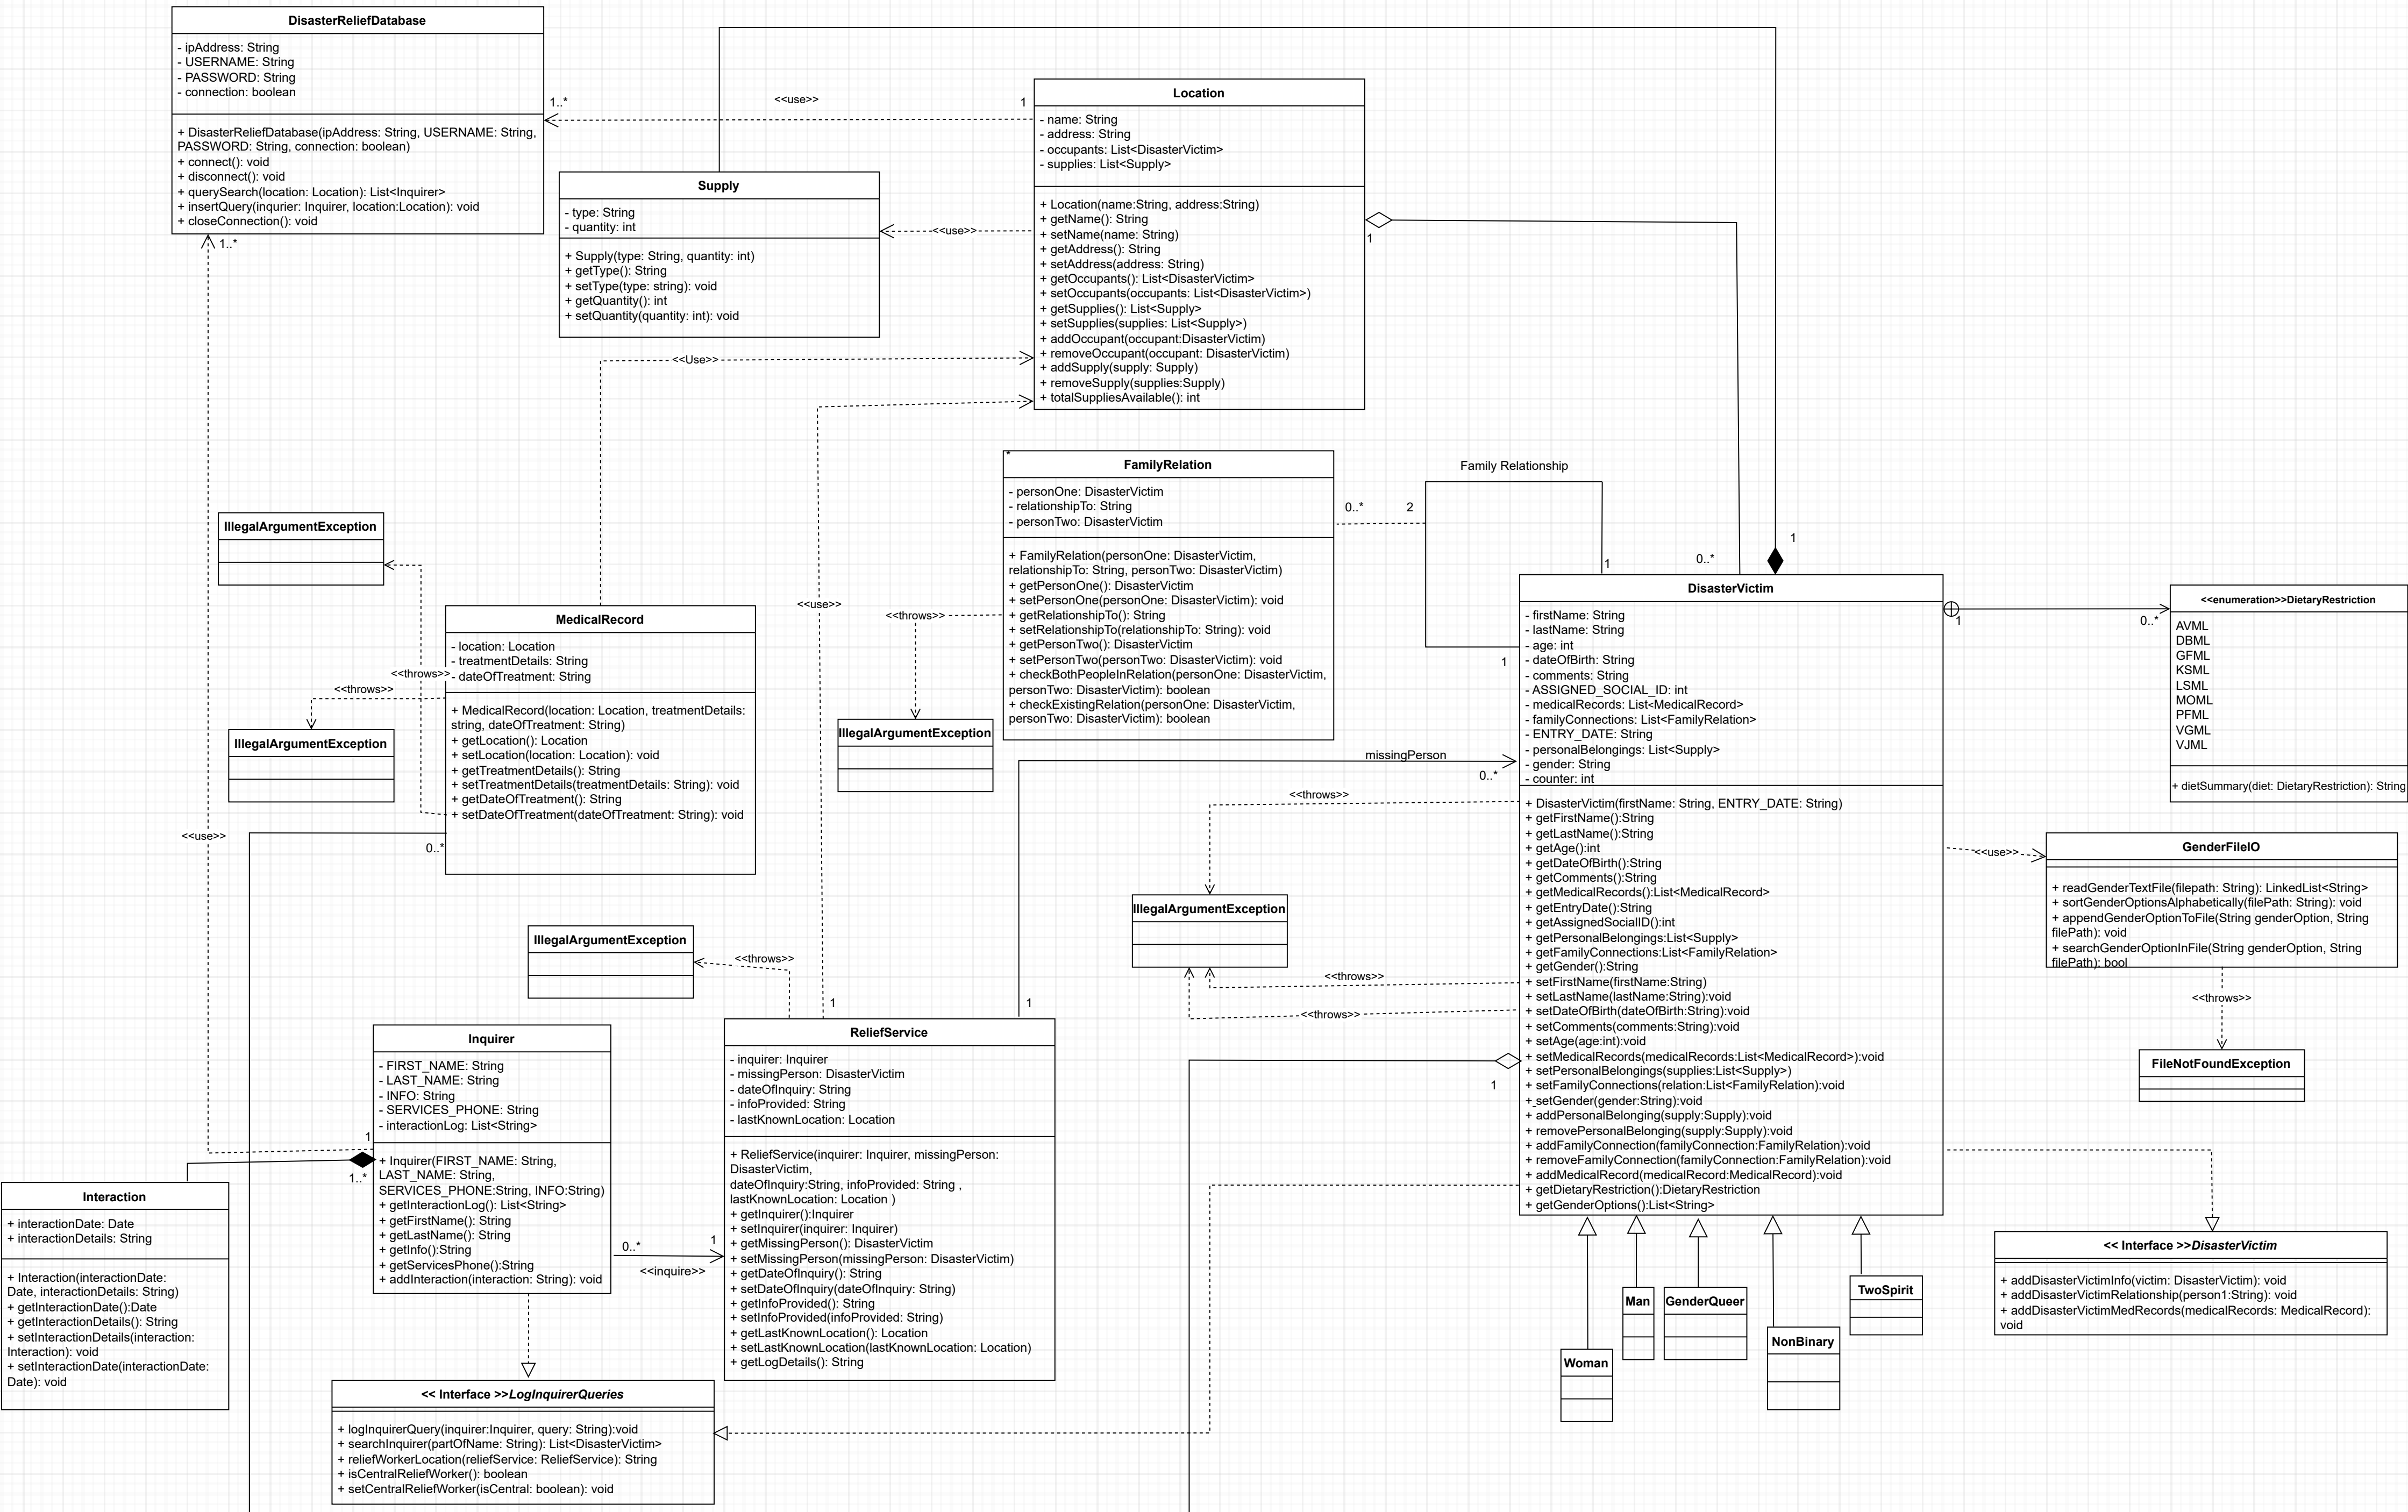 DisasterReliefDatabase
- ipAddress: String
- USERNAME: String
- PASSWORD: String
- connection: boolean
+ DisasterReliefDatabase(ipAddress: String, USERNAME: String,
PASSWORD: String, connection: boolean)
+ connect(): void
+ disconnect(): void
+ querySearch(location: Location): List<Inquirer>
+ insertQuery(inqurier: Inquirer, location:Location): void
+ closeConnection(): void
1..*
<<use>>
1
1..*
Location
- name: String
- address: String
- occupants: List<DisasterVictim>
- supplies: List<Supply>
+ Location(name:String, address:String)
+ getName(): String
+ setName(name: String)
+ getAddress(): String
+ setAddress(address: String)
+ getOccupants(): List<DisasterVictim>
+ setOccupants(occupants: List<DisasterVictim>)
+ getSupplies(): List<Supply>
+ setSupplies(supplies: List<Supply>)
+ addOccupant(occupant:DisasterVictim)
+ removeOccupant(occupant: DisasterVictim)
+ addSupply(supply: Supply)
+ removeSupply(supplies:Supply)
+ totalSuppliesAvailable(): int
1
Supply
- type: String
- quantity: int
+ Supply(type: String, quantity: int)
+ getType(): String
+ setType(type: string): void
+ getQuantity(): int
+ setQuantity(quantity: int): void
<<use>>
<<Use>>
<<use>>
*
FamilyRelation
- personOne: DisasterVictim
- relationshipTo: String
- personTwo: DisasterVictim
+ FamilyRelation(personOne: DisasterVictim,
relationshipTo: String, personTwo: DisasterVictim)
+ getPersonOne(): DisasterVictim
+ setPersonOne(personOne: DisasterVictim): void
+ getRelationshipTo(): String
+ setRelationshipTo(relationshipTo: String): void
+ getPersonTwo(): DisasterVictim
+ setPersonTwo(personTwo: DisasterVictim): void
+ checkBothPeopleInRelation(personOne: DisasterVictim,
personTwo: DisasterVictim): boolean
+ checkExistingRelation(personOne: DisasterVictim,
personTwo: DisasterVictim): boolean
Family Relationship
0..*
2
1
1
0..*
1
<<throws>>
IllegalArgumentException
IllegalArgumentException
<<throws>>
<<throws>>
IllegalArgumentException
MedicalRecord
- location: Location
- treatmentDetails: String
- dateOfTreatment: String
+ MedicalRecord(location: Location, treatmentDetails:
string, dateOfTreatment: String)
+ getLocation(): Location
+ setLocation(location: Location): void
+ getTreatmentDetails(): String
+ setTreatmentDetails(treatmentDetails: String): void
+ getDateOfTreatment(): String
+ setDateOfTreatment(dateOfTreatment: String): void
0..*
<<use>>
missingPerson
0..*
DisasterVictim
- firstName: String
- lastName: String
- age: int
- dateOfBirth: String
- comments: String
- ASSIGNED_SOCIAL_ID: int
- medicalRecords: List<MedicalRecord>
- familyConnections: List<FamilyRelation>
- ENTRY_DATE: String
- personalBelongings: List<Supply>
- gender: String
- counter: int
+ DisasterVictim(firstName: String, ENTRY_DATE: String)
+ getFirstName():String
+ getLastName():String
+ getAge():int
+ getDateOfBirth():String
+ getComments():String
+ getMedicalRecords():List<MedicalRecord>
+ getEntryDate():String
+ getAssignedSocialID():int
+ getPersonalBelongings:List<Supply>
+ getFamilyConnections:List<FamilyRelation>
+ getGender():String
+ setFirstName(firstName:String)
+ setLastName(lastName:String):void
+ setDateOfBirth(dateOfBirth:String):void
+ setComments(comments:String):void
+ setAge(age:int):void
+ setMedicalRecords(medicalRecords:List<MedicalRecord>):void
+ setPersonalBelongings(supplies:List<Supply>)
+ setFamilyConnections(relation:List<FamilyRelation):void
+ setGender(gender:String):void
+ addPersonalBelonging(supply:Supply):void
+ removePersonalBelonging(supply:Supply):void
+ addFamilyConnection(familyConnection:FamilyRelation):void
+ removeFamilyConnection(familyConnection:FamilyRelation):void
+ addMedicalRecord(medicalRecord:MedicalRecord):void
+ getDietaryRestriction():DietaryRestriction
+ getGenderOptions():List<String>
1
0..*
<<enumeration>>DietaryRestriction
AVML
DBML
GFML
KSML
LSML
MOML
PFML
VGML
VJML
+ dietSummary(diet: DietaryRestriction): String
<<use>>
GenderFileIO
+ readGenderTextFile(filepath: String): LinkedList<String>
+ sortGenderOptionsAlphabetically(filePath: String): void
+ appendGenderOptionToFile(String genderOption, String
filePath): void
+ searchGenderOptionInFile(String genderOption, String
filePath): bool
<<throws>>
FileNotFoundException
<<throws>>
IllegalArgumentException
<<throws>>
<<throws>>
1
IllegalArgumentException
<<throws>>
1
1
ReliefService
- inquirer: Inquirer
- missingPerson: DisasterVictim
- dateOfInquiry: String
- infoProvided: String
- lastKnownLocation: Location
+ ReliefService(inquirer: Inquirer, missingPerson:
DisasterVictim,
dateOfInquiry:String, infoProvided: String ,
lastKnownLocation: Location )
+ getInquirer():Inquirer
+ setInquirer(inquirer: Inquirer)
+ getMissingPerson(): DisasterVictim
+ setMissingPerson(missingPerson: DisasterVictim)
+ getDateOfInquiry(): String
+ setDateOfInquiry(dateOfInquiry: String)
+ getInfoProvided(): String
+ setInfoProvided(infoProvided: String)
+ getLastKnownLocation(): Location
+ setLastKnownLocation(lastKnownLocation: Location)
+ getLogDetails(): String
Inquirer
- FIRST_NAME: String
- LAST_NAME: String
- INFO: String
- SERVICES_PHONE: String
- interactionLog: List<String>
+ Inquirer(FIRST_NAME: String,
LAST_NAME: String,
SERVICES_PHONE:String, INFO:String)
+ getInteractionLog(): List<String>
+ getFirstName(): String
+ getLastName(): String
+ getInfo():String
+ getServicesPhone():String
+ addInteraction(interaction: String): void
1
1..*
0..*
1
<<inquire>>
Interaction
+ interactionDate: Date
+ interactionDetails: String
+ Interaction(interactionDate:
Date, interactionDetails: String)
+ getInteractionDate():Date
+ getInteractionDetails(): String
+ setInteractionDetails(interaction:
Interaction): void
+ setInteractionDate(interactionDate:
Date): void
<< Interface >>LogInquirerQueries
+ logInquirerQuery(inquirer:Inquirer, query: String):void
+ searchInquirer(partOfName: String): List<DisasterVictim>
+ reliefWorkerLocation(reliefService: ReliefService): String
+ isCentralReliefWorker(): boolean
+ setCentralReliefWorker(isCentral: boolean): void
Woman
Man
GenderQueer
NonBinary
TwoSpirit
<< Interface >>DisasterVictim
+ addDisasterVictimInfo(victim: DisasterVictim): void
+ addDisasterVictimRelationship(person1:String): void
+ addDisasterVictimMedRecords(medicalRecords: MedicalRecord):
void